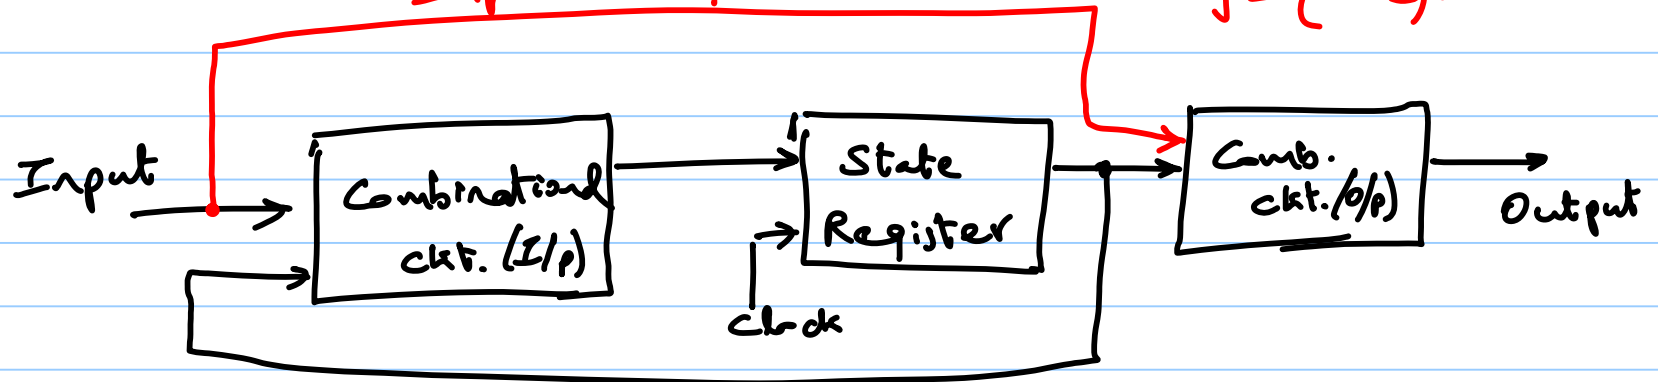 Input
Combinational
ckt. (I/p)
State
Register
Clock
Comb.
ckt. (O/p)
Output